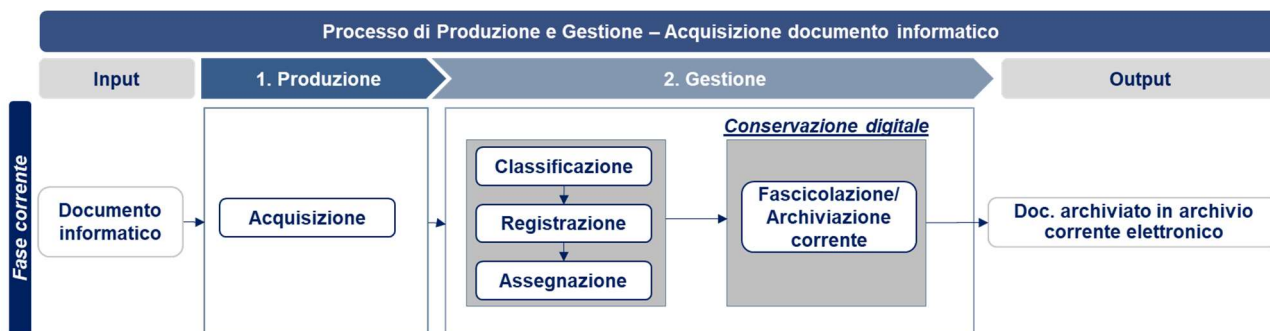 Processo di Produzione e Gestione – Acquisizione documento informatico
Input
1. Produzione
2. Gestione
Output
Fase corrente
Documento
informatico
Acquisizione
Classificazione
Registrazione
Assegnazione
Conservazione digitale
Fascicolazione/
Archiviazione
corrente
Doc. archiviato in archivio
corrente elettronico